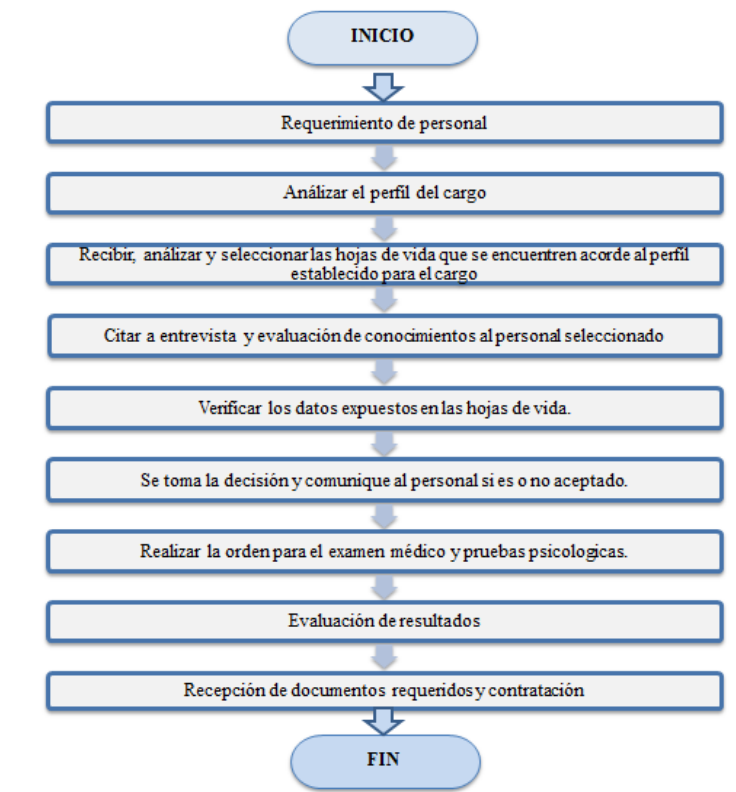 INICIO
Requerimiento de personal
Análizar el perfil del cargo
Recibir, análizar y seleccionar las hojas de vida que se encuentren acorde al perfil
establecido para el cargo
Citar a entrevista y evaluación de conocimientos al personal seleccionado
Verificar los datos expuestos en las hojas de vida.
Se toma la decisión y comunique al personal si es o no aceptado.
Realizar la orden para el examen médico y pruebas psicologicas.
Evaluación de resultados
Recepción de documentos requeridos y contratación
FIN